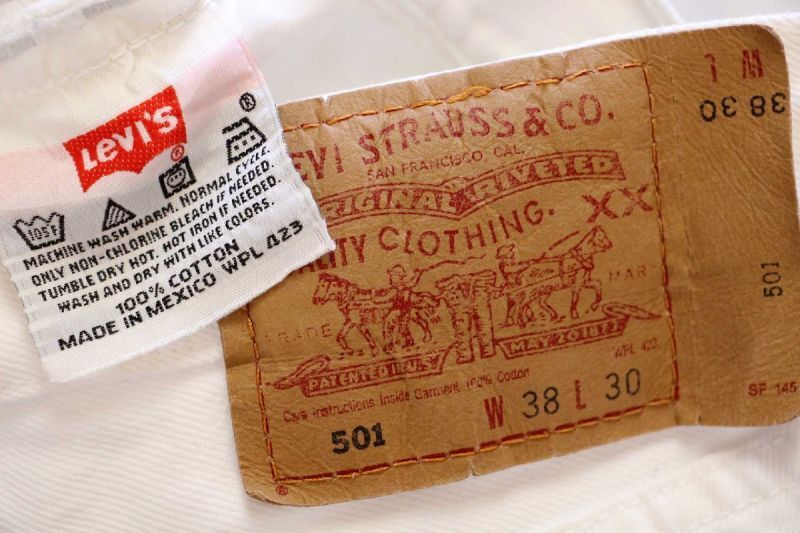 Levi's
®
®
105F
MACHINE WASH WARM. NORMAL CYCLE.
ONLY NON-CHLORINE BLEACH IF NEEDED.
TUMBLE DRY HOT. HOT IRON IF NEEDED.
WASH AND DRY WITH LIKE COLORS.
100% COTTON
MADE IN MEXICO WPL 423
EVI STRAUSS & CO.
SAN FRANCISCO, CAL.
ORIGINAL RIVETED
ALITY CLOTHING. XX
TRADE MAR
PATENTED IN U.S. MAY 20 1873
WPL 423
Care Instructions Inside Garment 100% Cotton
501 W 38 L 30
®
W L
38 30
501
SF 145